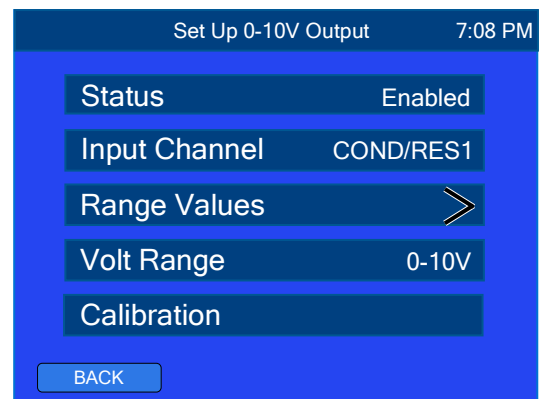 Set Up 0-10V Output 7:08 PM
Status Enabled
Input Channel COND/RES1
Range Values
Volt Range 0-10V
Calibration
BACK